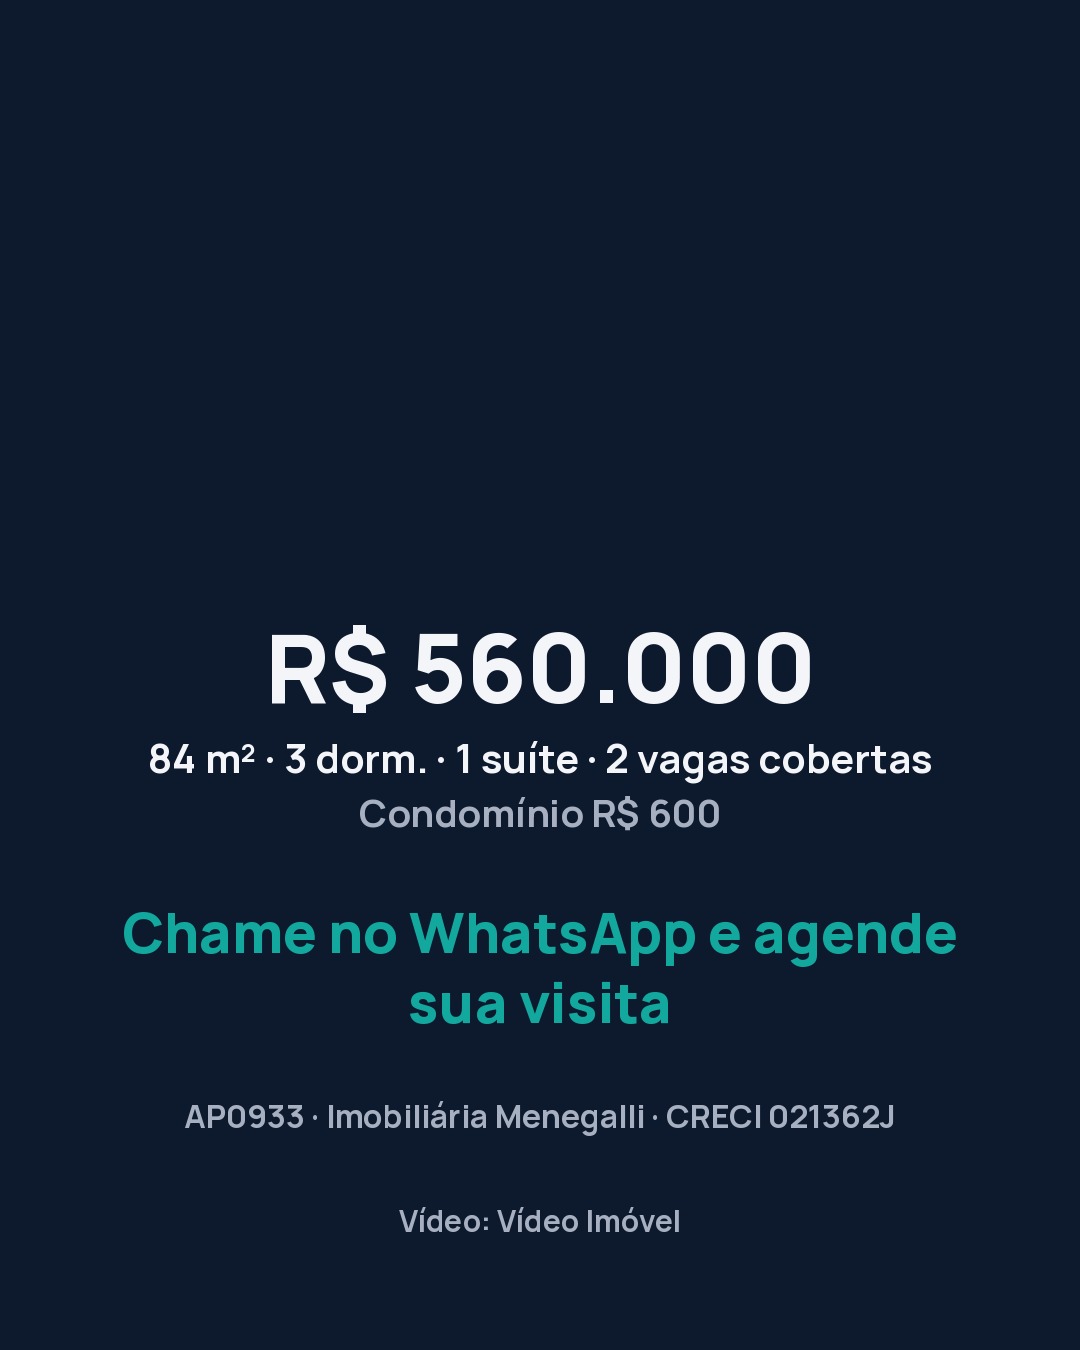 R$ 560.000
84 m² · 3 dorm. · 1 suíte · 2 vagas cobertas
Condomínio R$ 600
Chame no WhatsApp e agende
sua visita
AP0933 · Imobiliária Menegalli · CRECI 021362J
Vídeo: Vídeo Imóvel